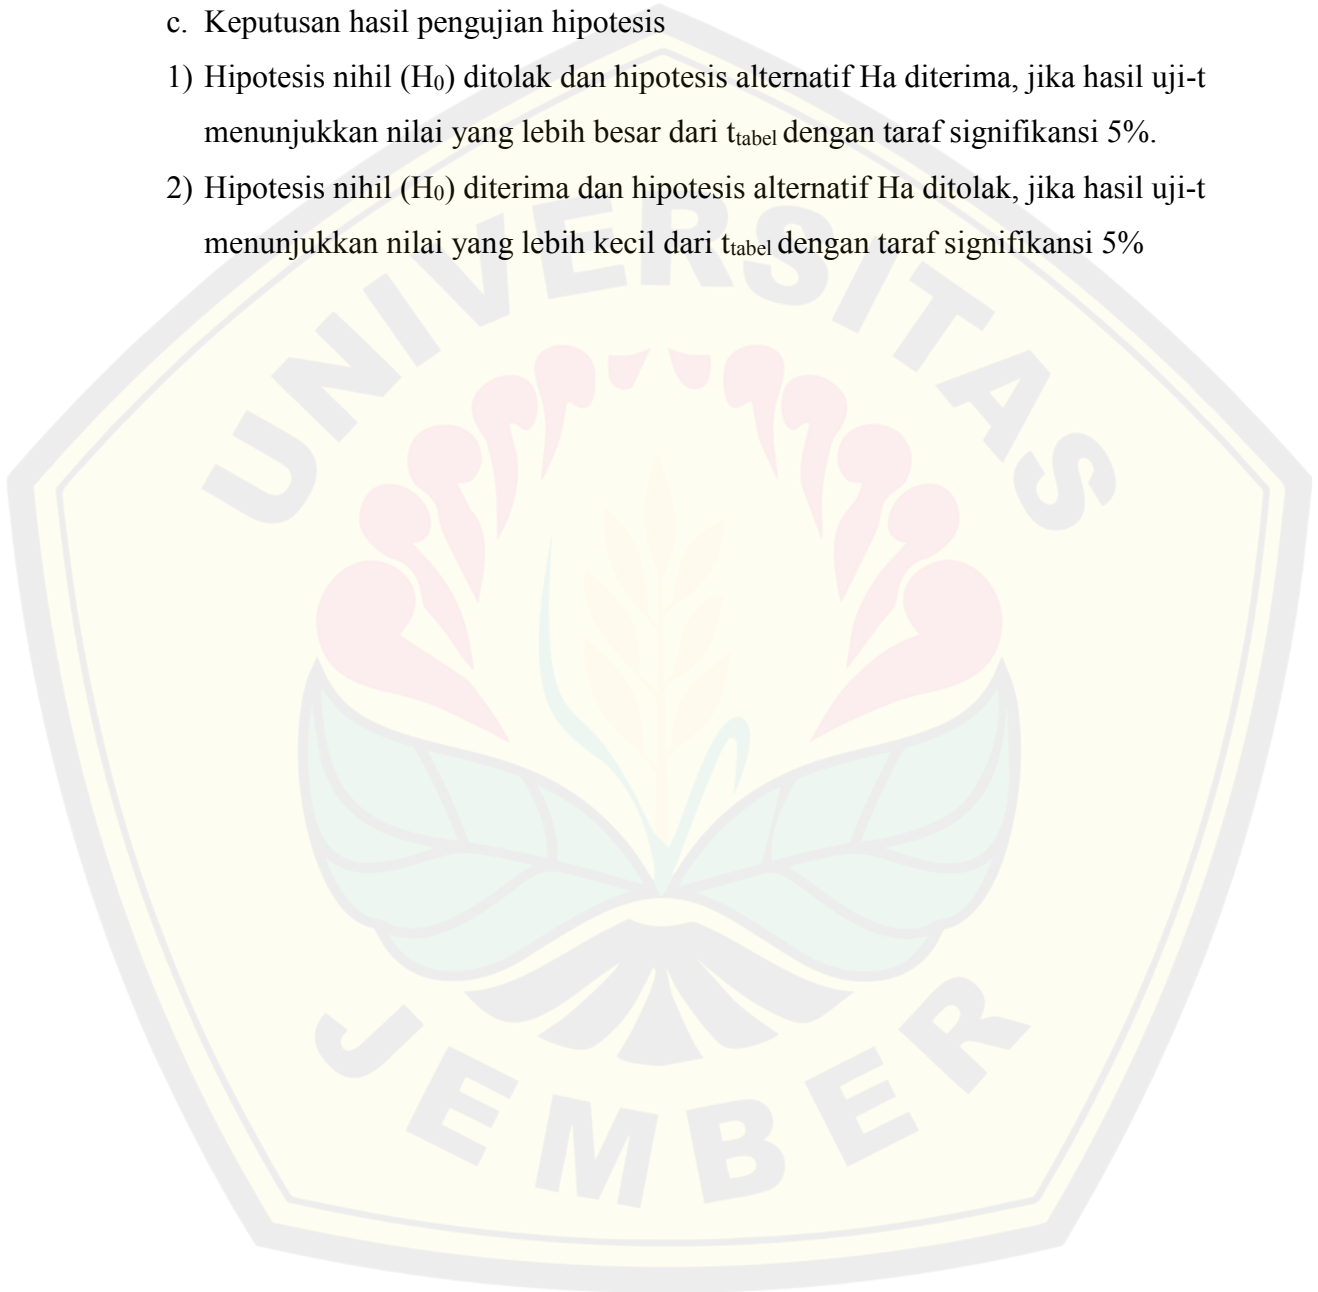 c. Keputusan hasil pengujian hipotesis
1) Hipotesis nihil (H₀) ditolak dan hipotesis alternatif Ha diterima, jika hasil uji-t
menunjukkan nilai yang lebih besar dari ttabel dengan taraf signifikansi 5%.
2) Hipotesis nihil (H₀) diterima dan hipotesis alternatif Ha ditolak, jika hasil uji-t
menunjukkan nilai yang lebih kecil dari ttabel dengan taraf signifikansi 5%
UNIVERSITAS
JEMBER